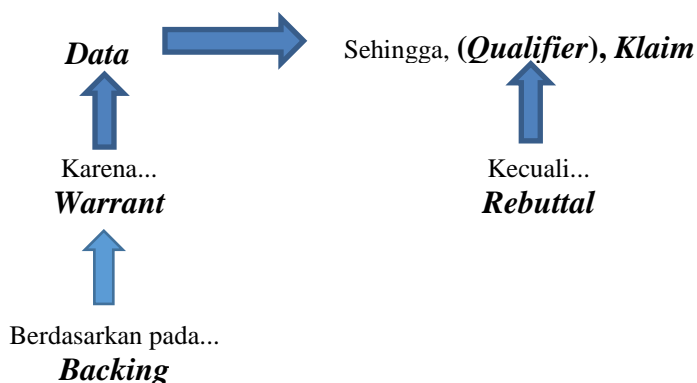 Data
Sehingga, (Qualifier), Klaim
Karena...
Warrant
Kecuali...
Rebuttal
Berdasarkan pada...
Backing